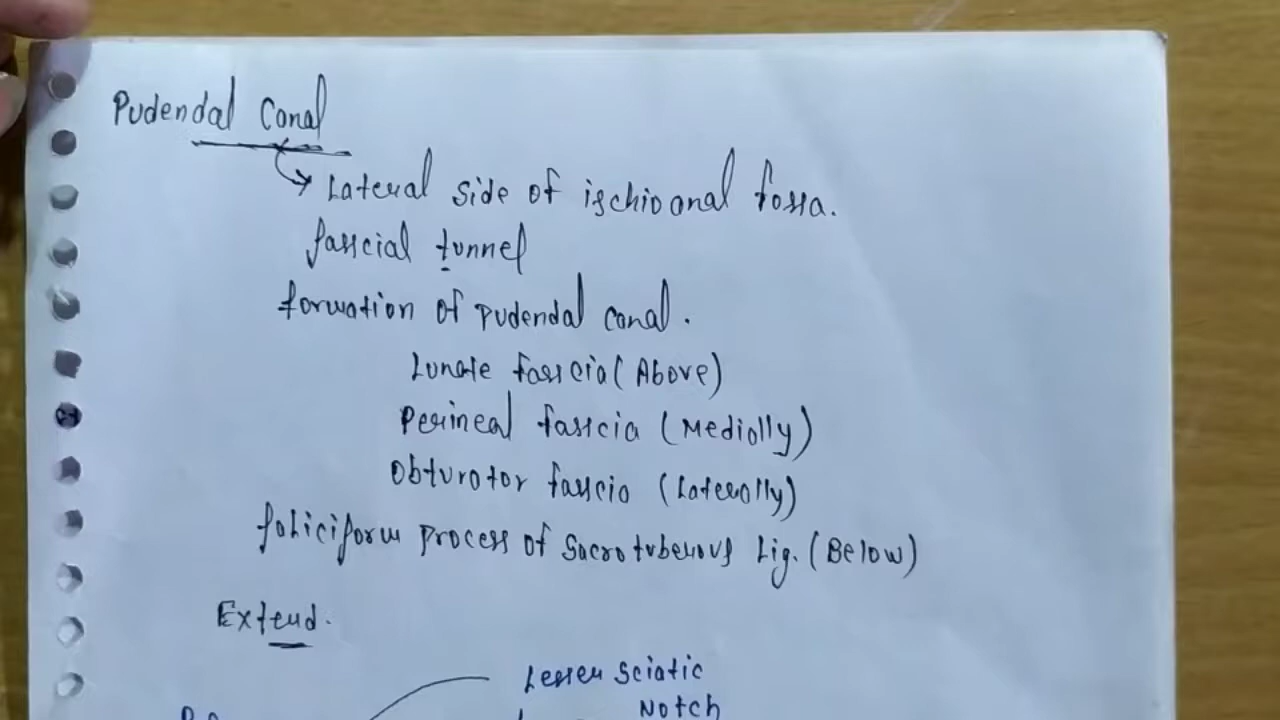 Pudendal Canal
Lateral side of ischioanal fossa.
fascial tunnel
formation of pudendal canal.
Lunate fascia (Above)
Perineal fascia (Medially)
Obturator fascia (Laterally)
faliciform process of Sacrotuberous Lig. (Below)
Extend.
Lesser Sciatic
Notch